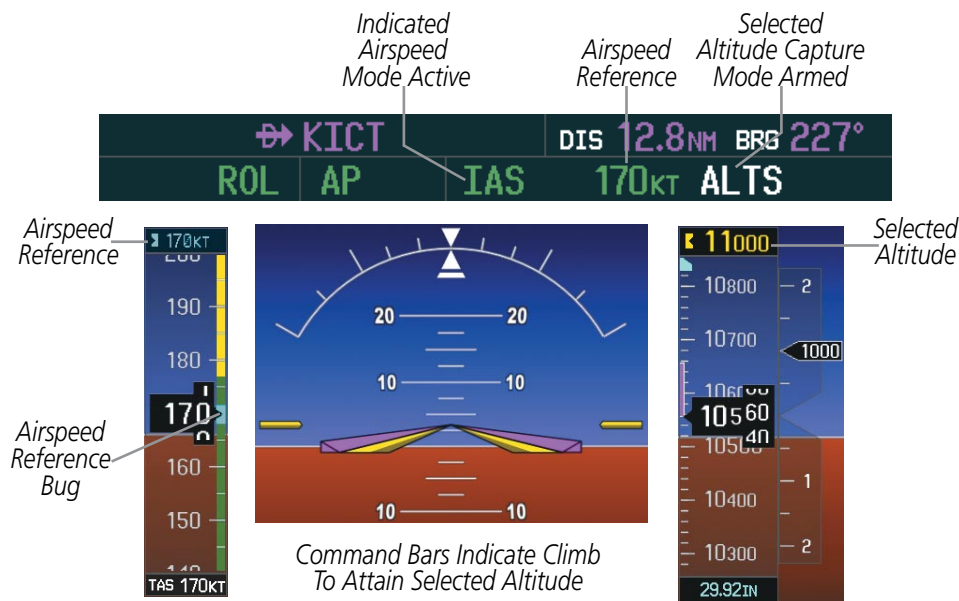 Indicated
Airspeed
Mode Active
Airspeed
Reference
Selected
Altitude Capture
Mode Armed
KICT
DIS 12.8NM BRG 227°
ROL AP IAS 170KT ALTS
Airspeed
Reference
170KT
190
180
170
160
150
TAS 170KT
Airspeed
Reference
Bug
20 20
10 10
10 10
Command Bars Indicate Climb
To Attain Selected Altitude
Selected
Altitude
11000
10800
10700
10560
40
10400
10300
29.92IN
2
1000
1
2